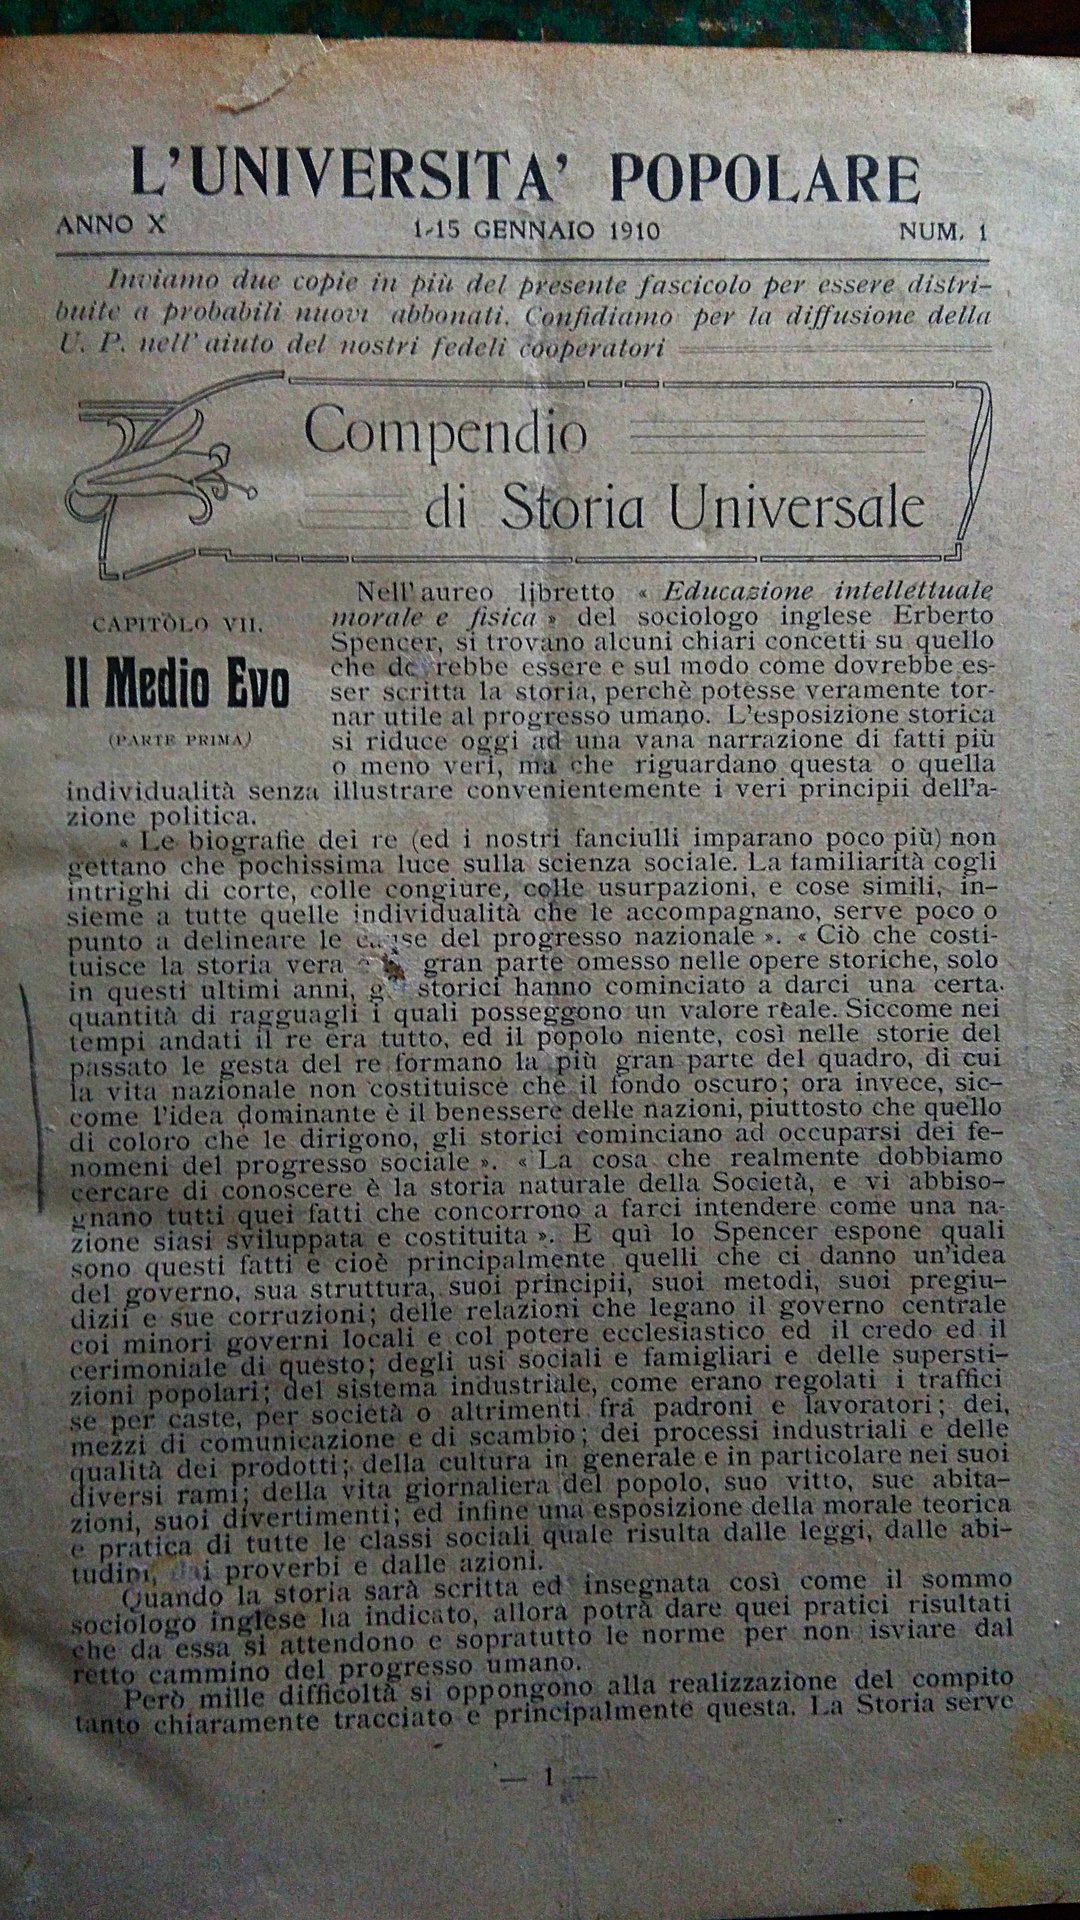 L'UNIVERSITA' POPOLARE
ANNO X 1-15 GENNAIO 1910 NUM. 1
Inviamo due copie in più del presente fascicolo per essere distri-
buite a probabili nuovi abbonati. Confidiamo per la diffusione della
U. P. nell'aiuto dei nostri fedeli cooperatori
Compendio
di Storia Universale
CAPITOLO VII.
Il Medio Evo
(PARTE PRIMA)
Nell'aureo libretto « Educazione intellettuale
morale e fisica » del sociologo inglese Erberto
Spencer, si trovano alcuni chiari concetti su quello
che rebbe essere e sul modo come dovrebbe es-
ser scritta la storia, perchè potesse veramente tor-
nar utile al progresso umano. L'esposizione storica
si riduce oggi ad una vana narrazione di fatti più
o meno veri, ma che riguardano questa o quella
individualità senza illustrare convenientemente i veri principii dell'a-
zione politica.
« Le biografie dei re (ed i nostri fanciulli imparano poco più) non
gettano che pochissima luce sulla scienza sociale. La familiarità cogli
intrighi di corte, colle congiure, colle usurpazioni, e cose simili, in-
sieme a tutte quelle individualità che le accompagnano, serve poco o
punto a delineare le del progresso nazionale ». « Ciò che costi-
tuisce la storia vera gran parte omesso nelle opere storiche, solo
in questi ultimi anni, storici hanno cominciato a darci una certa
quantità di ragguagli i quali posseggono un valore reale. Siccome nei
tempi andati il re era tutto, ed il popolo niente, così nelle storie del
passato le gesta del re formano la più gran parte del quadro, di cui
la vita nazionale non costituisce che il fondo oscuro; ora invece, sic-
come l'idea dominante è il benessere delle nazioni, piuttosto che quello
di coloro che le dirigono, gli storici cominciano ad occuparsi dei fe-
nomeni del progresso sociale ». « La cosa che realmente dobbiamo
cercare di conoscere è la storia naturale della Società, e vi abbiso-
gnano tutti quei fatti che concorrono a farci intendere come una na-
zione siasi sviluppata e costituita ». E quì lo Spencer espone quali
sono questi fatti e cioè principalmente quelli che ci danno un'idea
del governo, sua struttura, suoi principii, suoi metodi, suoi pregiu-
dizii e sue corruzioni; delle relazioni che legano il governo centrale
coi minori governi locali e col potere ecclesiastico ed il credo ed il
cerimoniale di questo; degli usi sociali e famigliari e delle supersti-
zioni popolari; del sistema industriale, come erano regolati i traffici
se per caste, per società o altrimenti fra padroni e lavoratori; dei,
mezzi di comunicazione e di scambio; dei processi industriali e delle
qualità dei prodotti; della cultura in generale e in particolare nei suoi
diversi rami; della vita giornaliera del popolo, suo vitto, sue abita-
zioni, suoi divertimenti; ed infine una esposizione della morale teorica
e pratica di tutte le classi sociali quale risulta dalle leggi, dalle abi-
tudini, proverbi e dalle azioni.
Quando la storia sarà scritta ed insegnata così come il sommo
sociologo inglese ha indicato, allora potrà dare quei pratici risultati
che da essa si attendono e sopratutto le norme per non isviare dal
retto cammino del progresso umano.
Però mille difficoltà si oppongono alla realizzazione del compito
tanto chiaramente tracciato e principalmente questa. La Storia serve
— 1 —